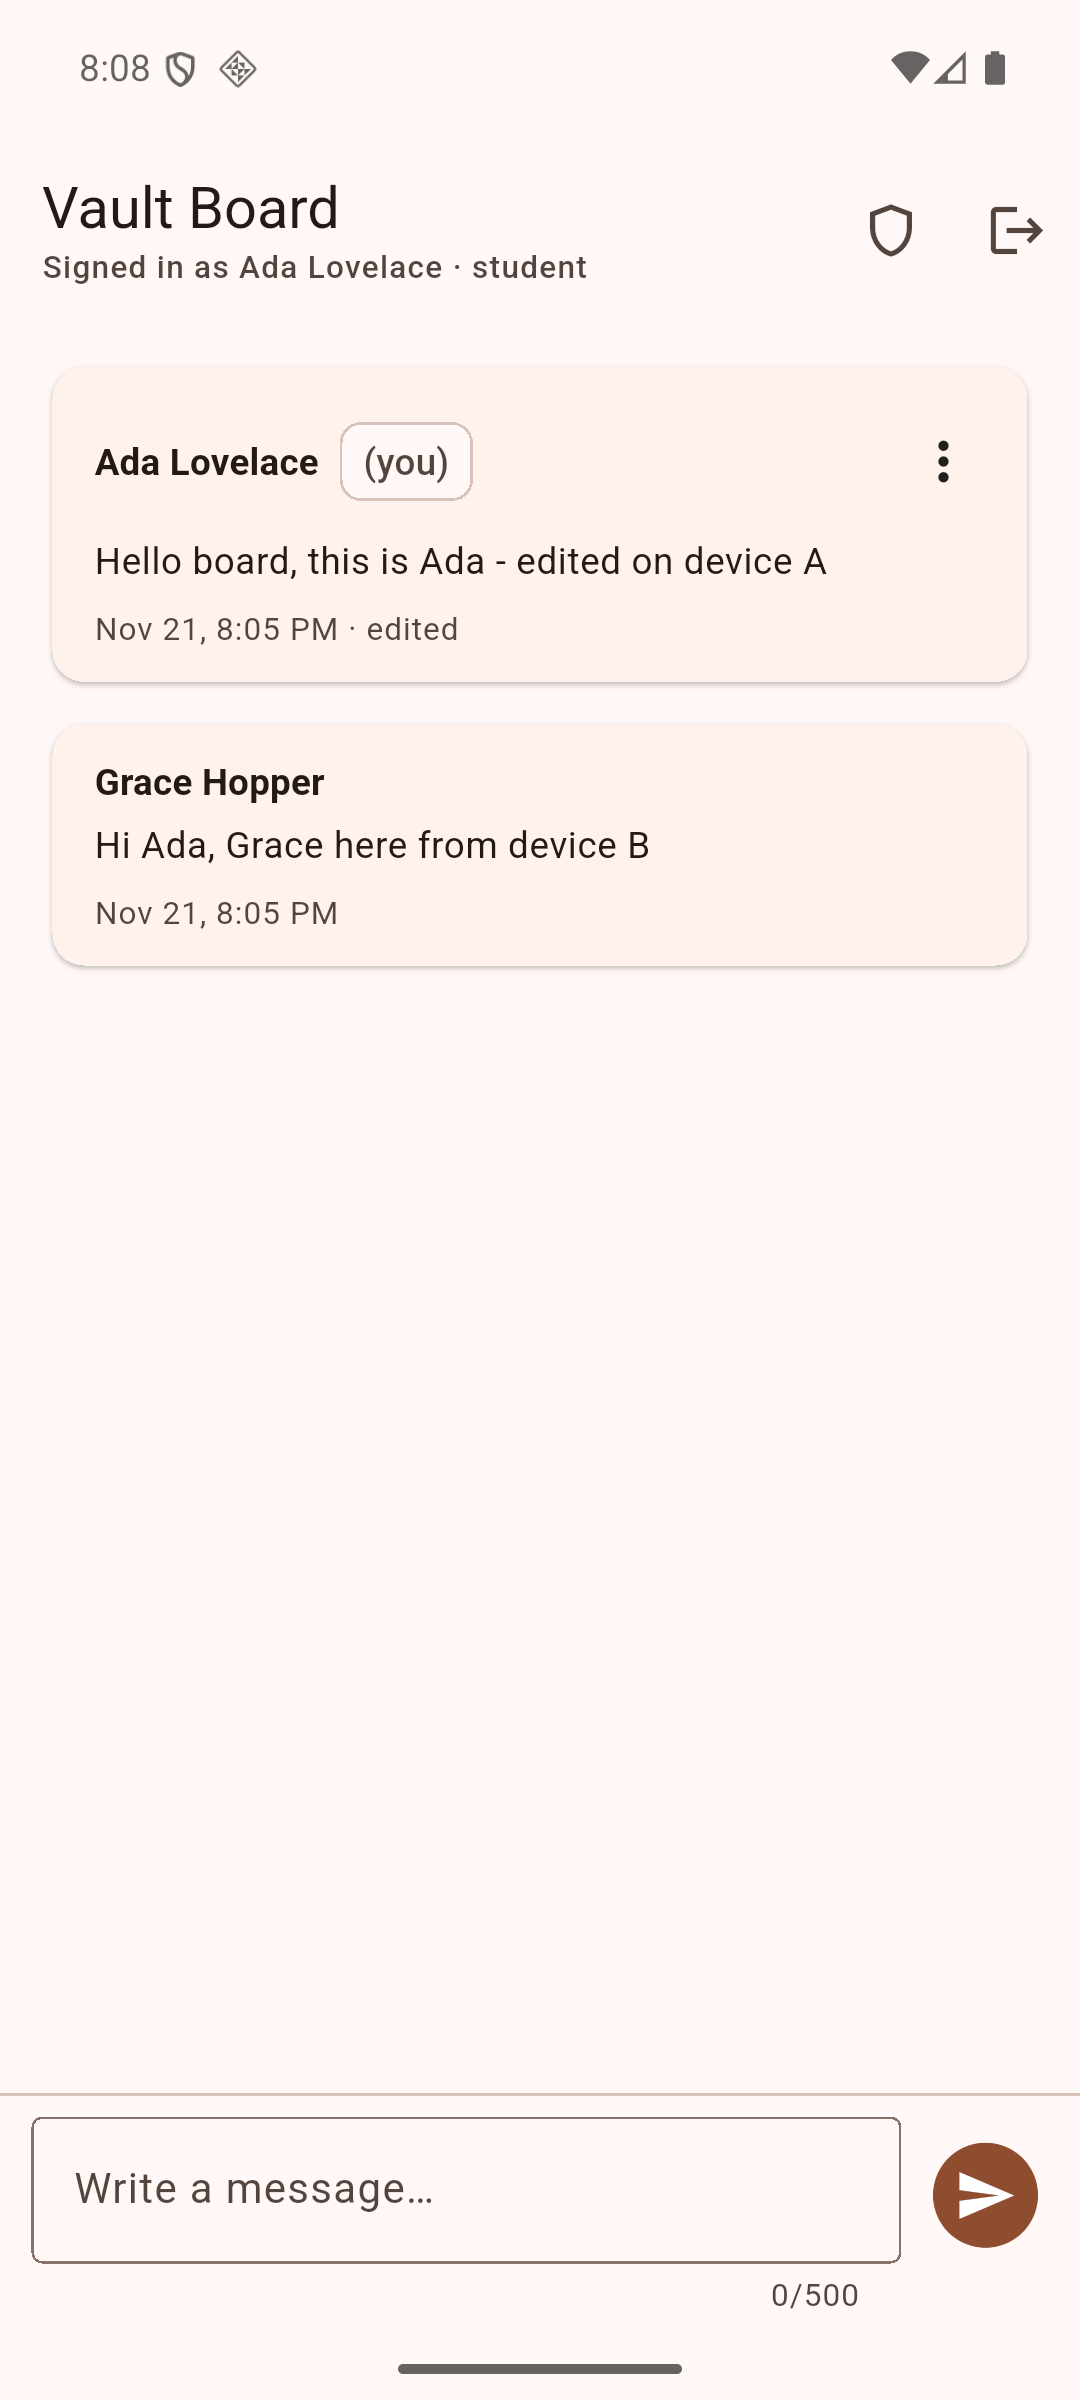 8:08
Vault Board
Signed in as Ada Lovelace · student
Ada Lovelace (you)
Hello board, this is Ada - edited on device A
Nov 21, 8:05 PM · edited
Grace Hopper
Hi Ada, Grace here from device B
Nov 21, 8:05 PM
Write a message…
0/500